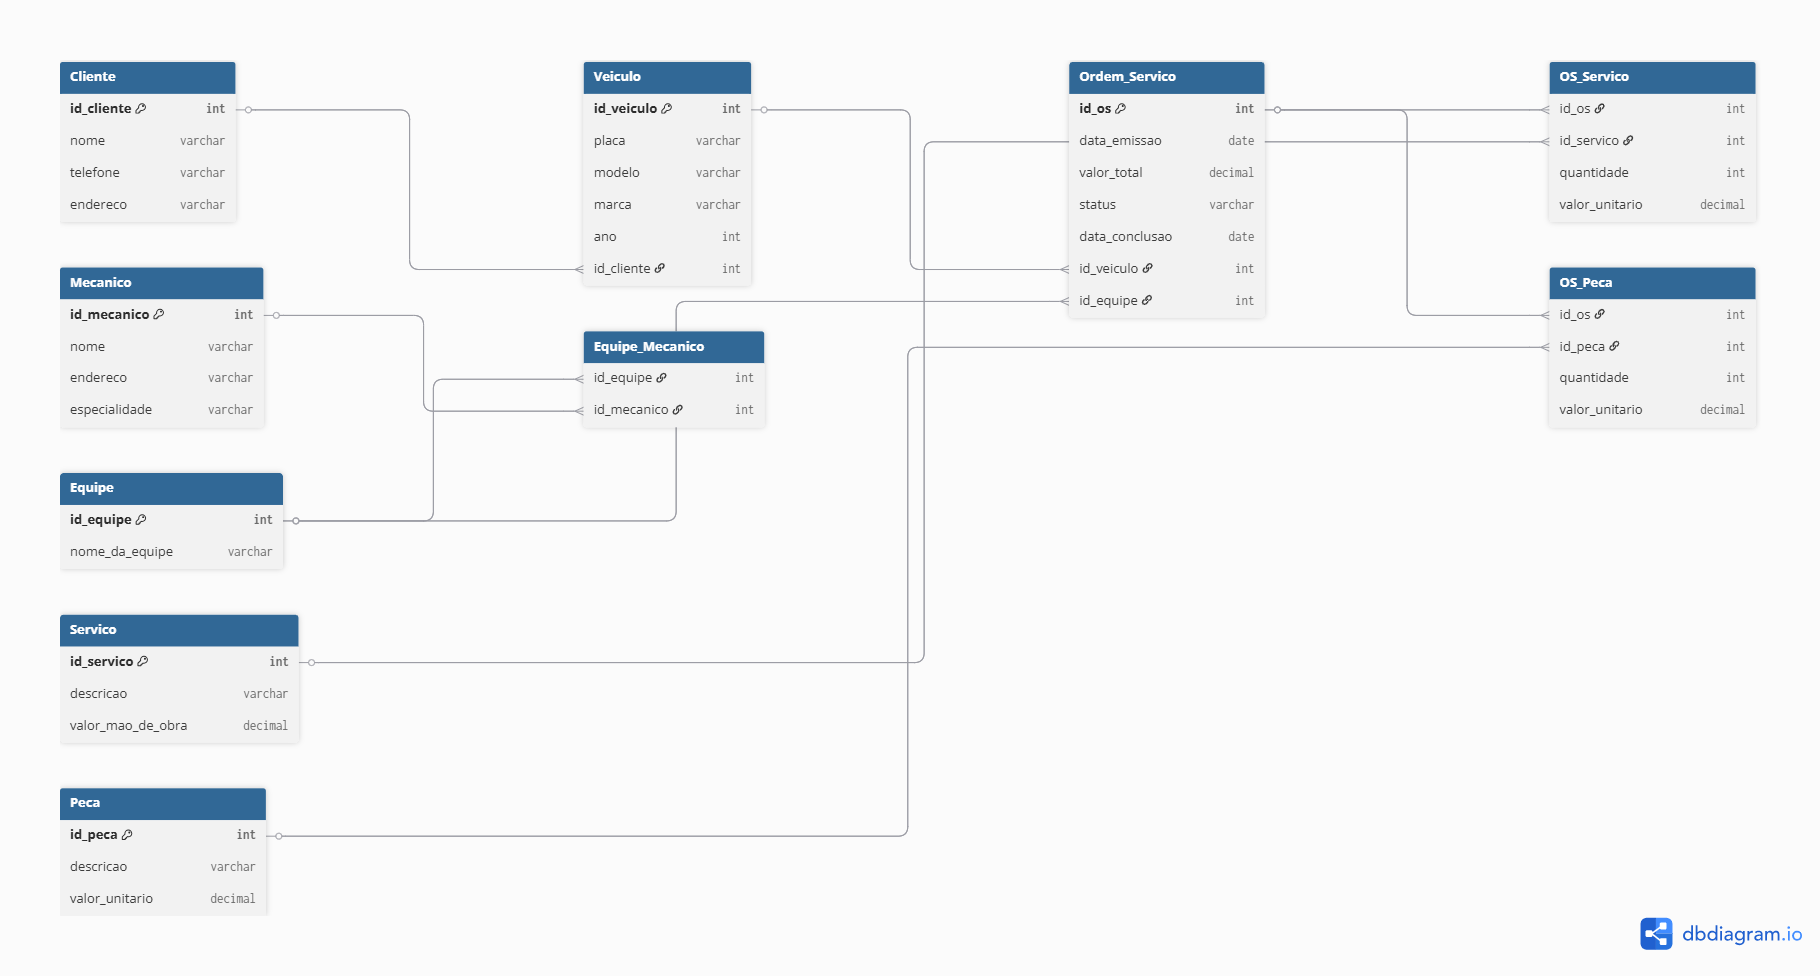 Cliente
id_cliente int
nome varchar
telefone varchar
endereco varchar
Mecanico
id_mecanico int
nome varchar
endereco varchar
especialidade varchar
Equipe
id_equipe int
nome_da_equipe varchar
Servico
id_servico int
descricao varchar
valor_mao_de_obra decimal
Peca
id_peca int
descricao varchar
valor_unitario decimal
Veiculo
id_veiculo int
placa varchar
modelo varchar
marca varchar
ano int
id_cliente int
Equipe_Mecanico
id_equipe int
id_mecanico int
Ordem_Servico
id_os int
data_emissao date
valor_total decimal
status varchar
data_conclusao date
id_veiculo int
id_equipe int
OS_Servico
id_os int
id_servico int
quantidade int
valor_unitario decimal
OS_Peca
id_os int
id_peca int
quantidade int
valor_unitario decimal
dbdiagram.io